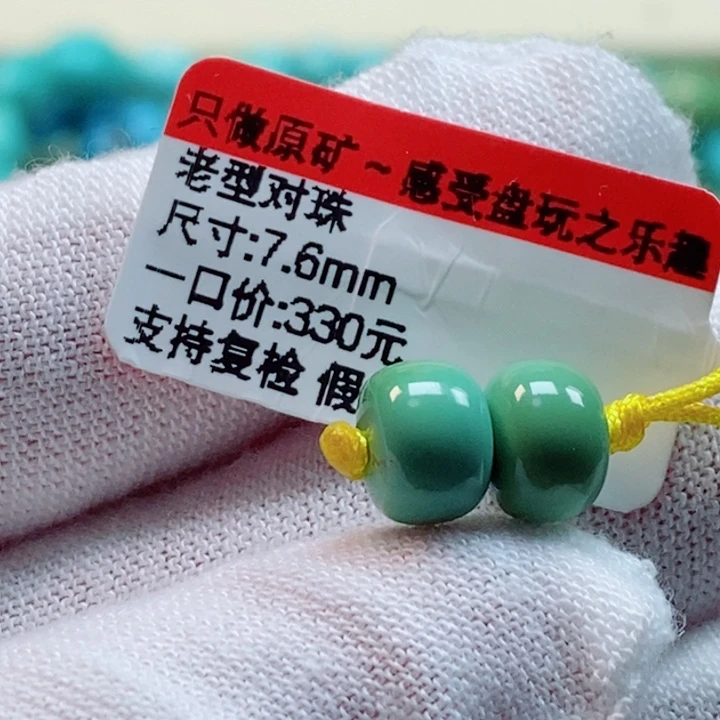 只做原矿~感受盘玩之乐趣
老型对珠
尺寸:7.6mm
一口价:330元
支持复检 假